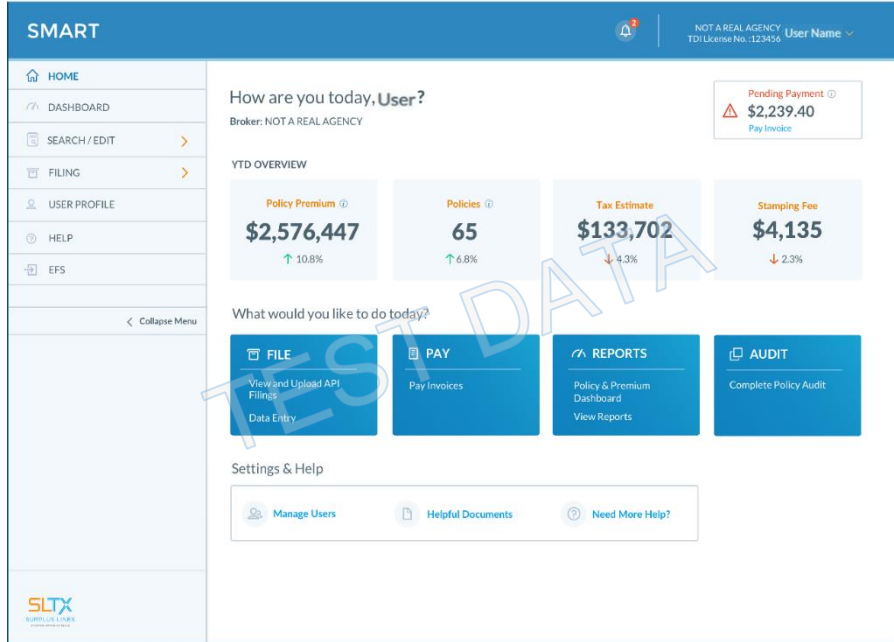 SMART
2
NOT A REAL AGENCY
TDI License No. :123456
User Name
HOME
DASHBOARD
SEARCH / EDIT
FILING
USER PROFILE
HELP
EFS
Collapse Menu
How are you today, User?
Broker: NOT A REAL AGENCY
Pending Payment
$2,239.40
Pay Invoice
YTD OVERVIEW
Policy Premium
$2,576,447
10.8%
Policies
65
6.8%
Tax Estimate
$133,702
4.3%
Stamping Fee
$4,135
2.3%
TEST DATA
What would you like to do today?
FILE
View and Upload API
Filings
Data Entry
PAY
Pay Invoices
REPORTS
Policy & Premium
Dashboard
View Reports
AUDIT
Complete Policy Audit
Settings & Help
Manage Users
Helpful Documents
Need More Help?
SLTX
SURPLUS LINES